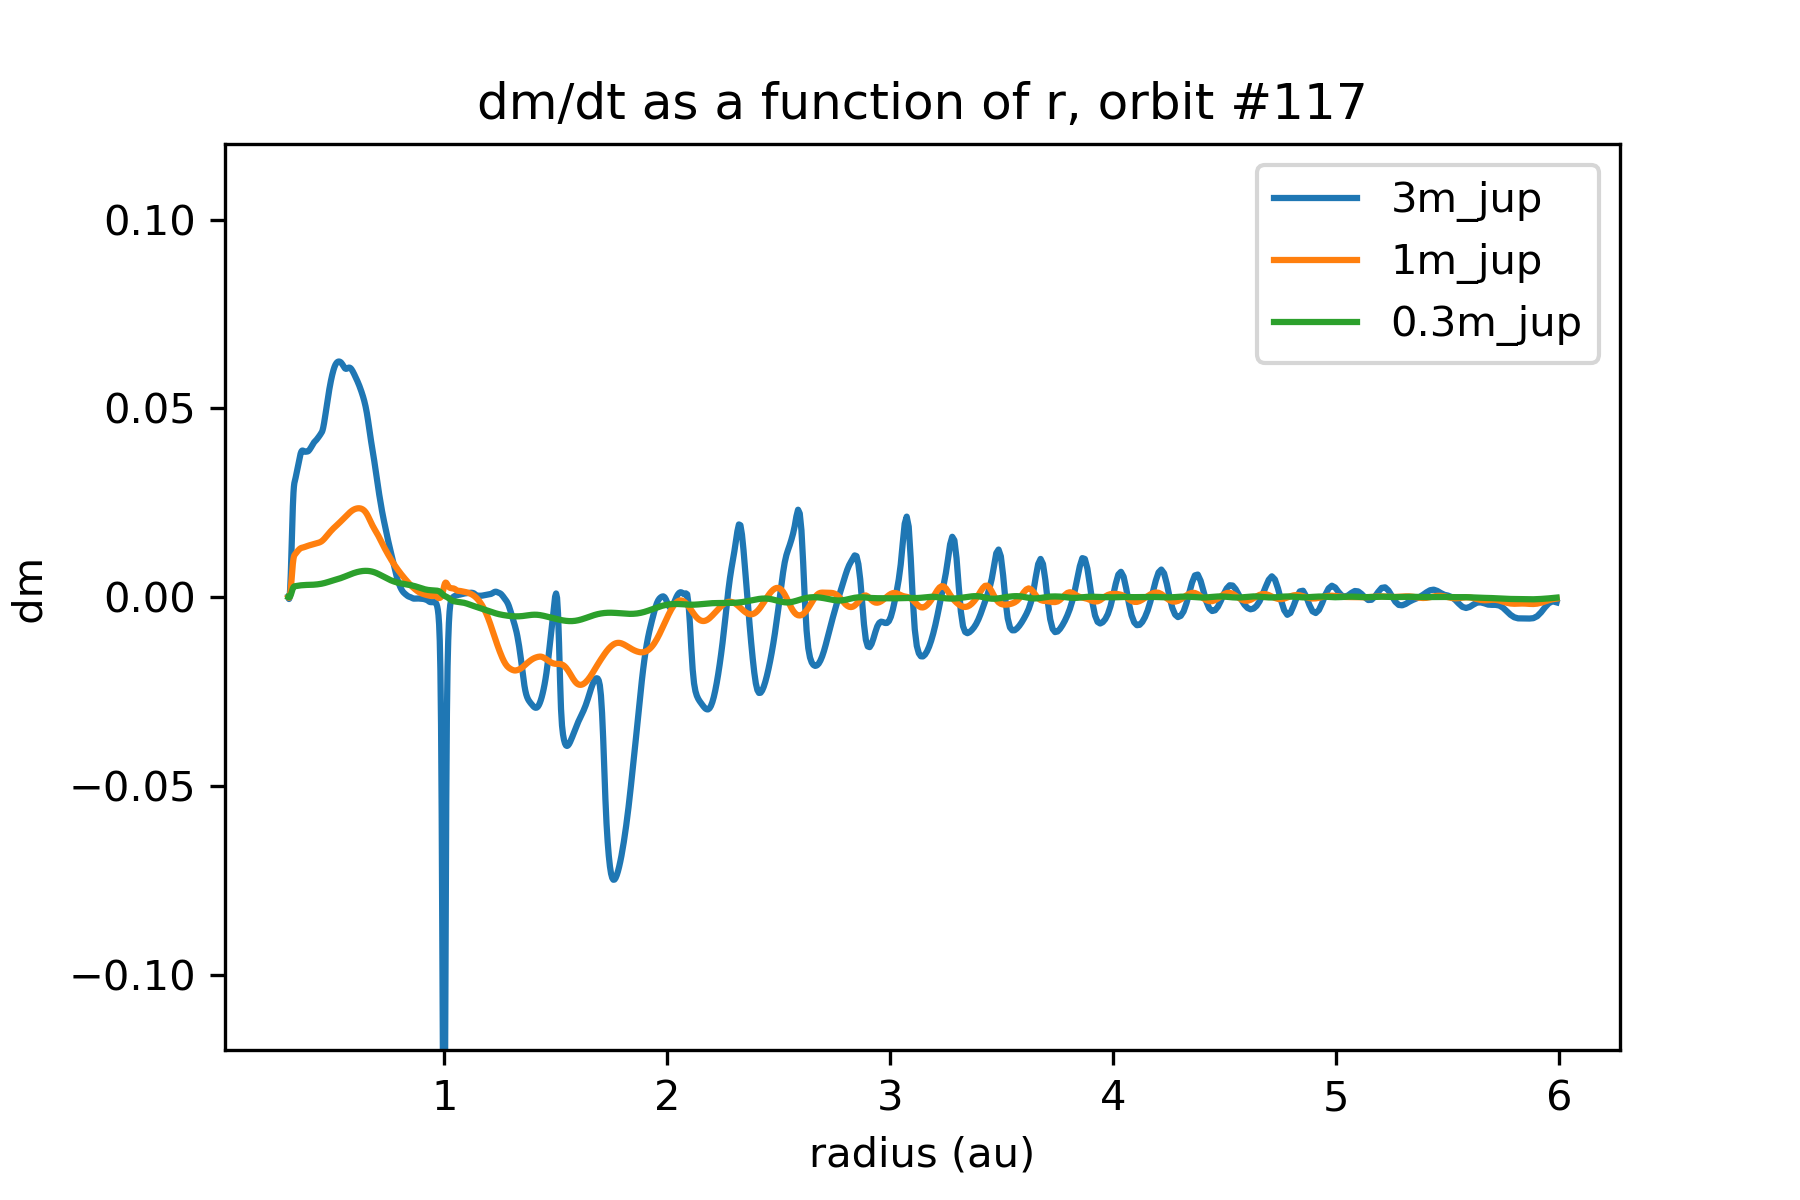 dm/dt as a function of r, orbit #117
3m_jup
1m_jup
0.3m_jup
dm
0.10
0.05
0.00
−0.05
−0.10
1 2 3 4 5 6
radius (au)